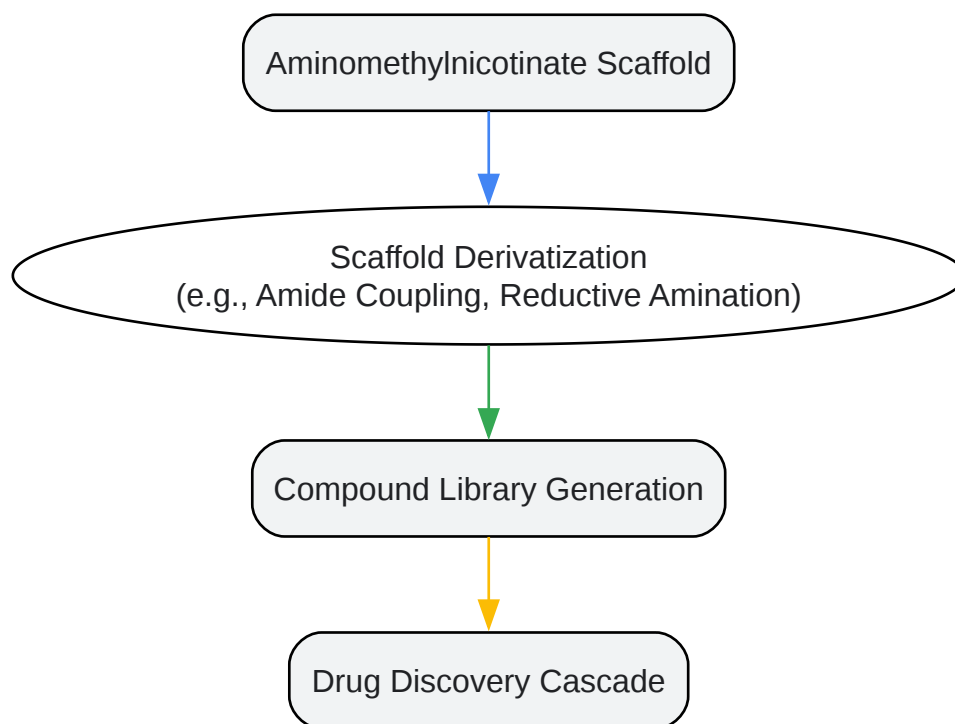 Aminomethylnicotinate Scaffold
Scaffold Derivatization
(e.g., Amide Coupling, Reductive Amination)
Compound Library Generation
Drug Discovery Cascade